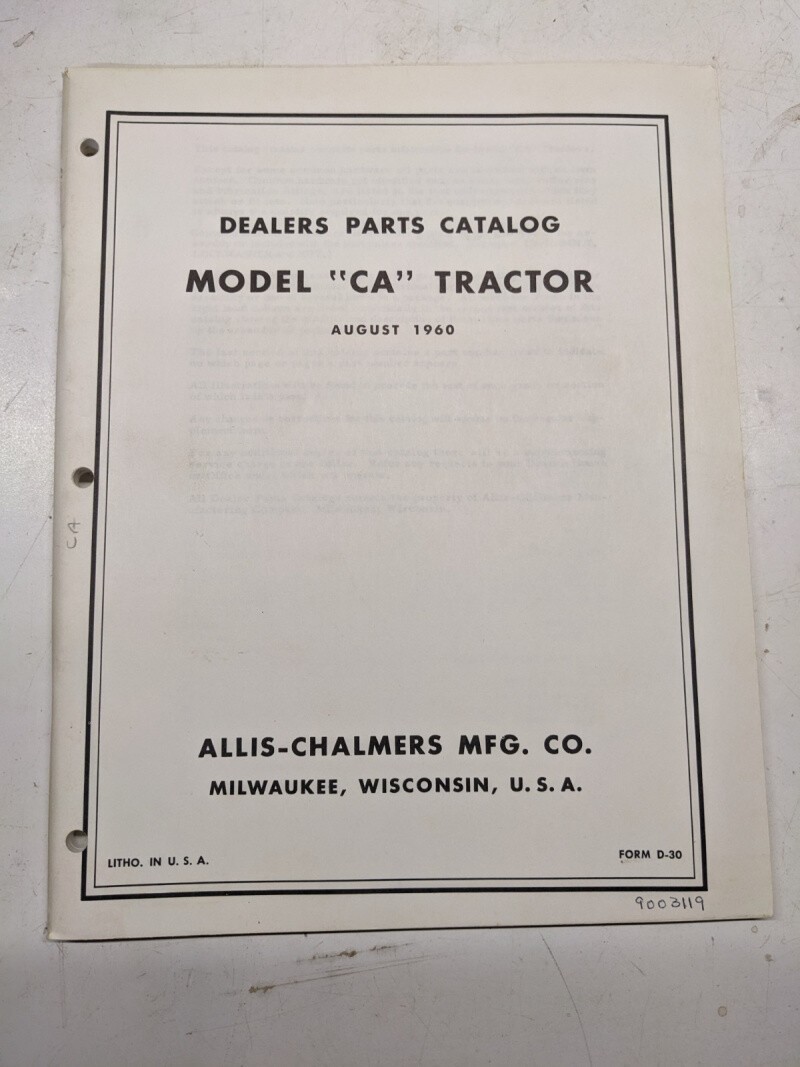 DEALERS PARTS CATALOG
MODEL "CA" TRACTOR
AUGUST 1960
CA
ALLIS-CHALMERS MFG. CO.
MILWAUKEE, WISCONSIN, U. S. A.
LITHO. IN U. S. A.
FORM D-30
9003119